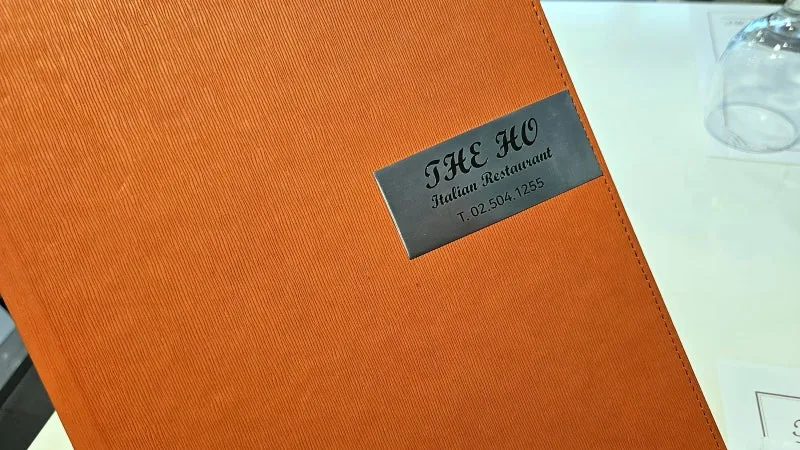 THE HO
Italian Restaurant
T. 02.504.1255